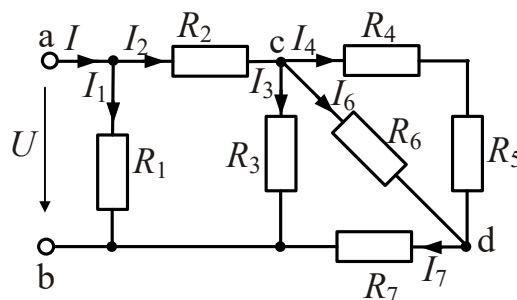 a I I₂ R₂ c I₄ R₄
I₁ I₃ I₆
U R₁ R₃ R₆ R₅
b d
R₇ I₇